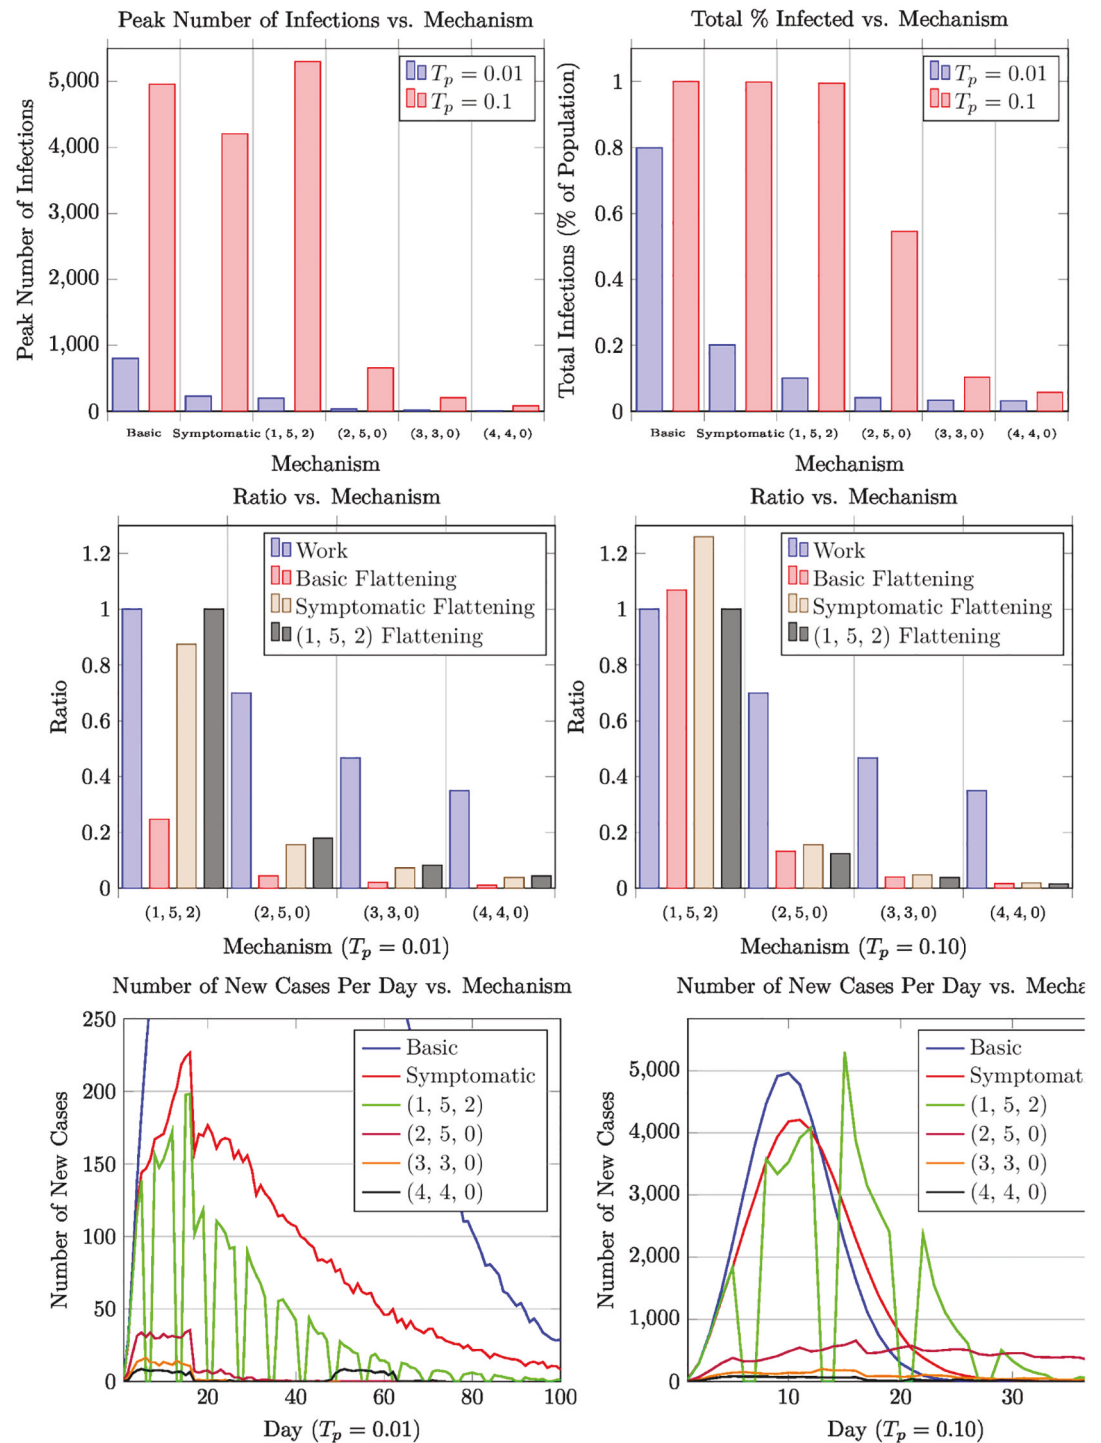 Peak Number of Infections vs. Mechanism
Peak Number of Infections
5,000
4,000
3,000
2,000
1,000
0
T_p = 0.01
T_p = 0.1
Basic Symptomatic (1, 5, 2) (2, 5, 0) (3, 3, 0) (4, 4, 0)
Mechanism
Total % Infected vs. Mechanism
Total Infections (% of Population)
1
0.8
0.6
0.4
0.2
0
T_p = 0.01
T_p = 0.1
Basic Symptomatic (1, 5, 2) (2, 5, 0) (3, 3, 0) (4, 4, 0)
Mechanism
Ratio vs. Mechanism
Ratio
1.2
1
0.8
0.6
0.4
0.2
0
Work
Basic Flattening
Symptomatic Flattening
(1, 5, 2) Flattening
(1, 5, 2) (2, 5, 0) (3, 3, 0) (4, 4, 0)
Mechanism (T_p = 0.01)
Ratio vs. Mechanism
Ratio
1.2
1
0.8
0.6
0.4
0.2
0
Work
Basic Flattening
Symptomatic Flattening
(1, 5, 2) Flattening
(1, 5, 2) (2, 5, 0) (3, 3, 0) (4, 4, 0)
Mechanism (T_p = 0.10)
Number of New Cases Per Day vs. Mechanism
Number of New Cases
250
200
150
100
50
0
Basic
Symptomatic
(1, 5, 2)
(2, 5, 0)
(3, 3, 0)
(4, 4, 0)
20 40 60 80 100
Day (T_p = 0.01)
Number of New Cases Per Day vs. Mecha
Number of New Cases
5,000
4,000
3,000
2,000
1,000
0
Basic
Symptomat
(1, 5, 2)
(2, 5, 0)
(3, 3, 0)
(4, 4, 0)
10 20 30
Day (T_p = 0.10)